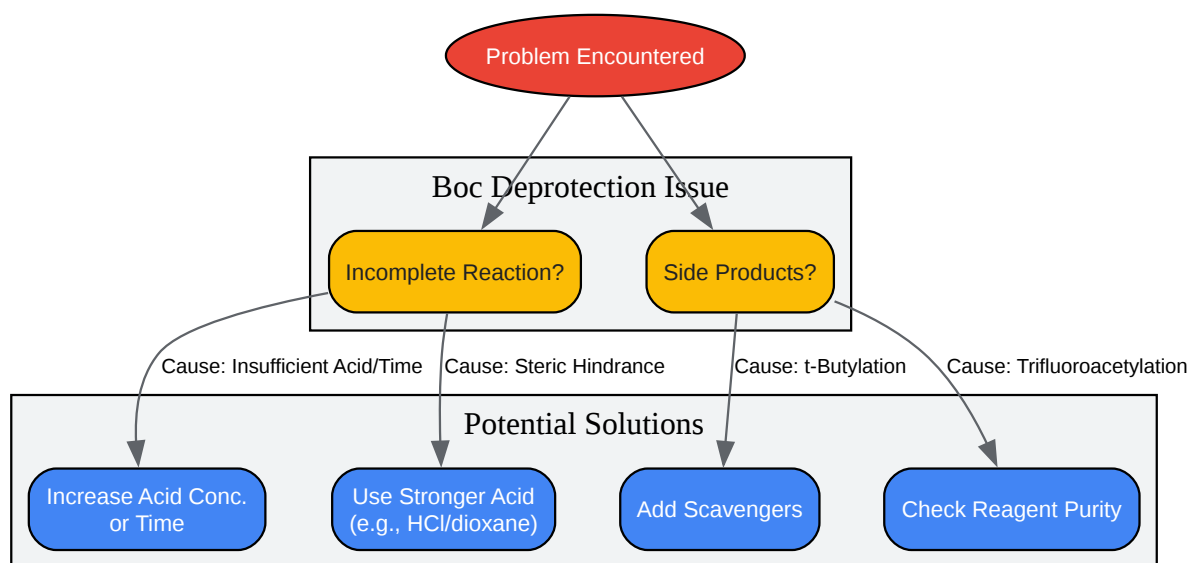 Problem Encountered
Boc Deprotection Issue
Incomplete Reaction?
Side Products?
Cause: Insufficient Acid/Time
Cause: Steric Hindrance
Cause: t-Butylation
Cause: Trifluoroacetylation
Potential Solutions
Increase Acid Conc.
or Time
Use Stronger Acid
(e.g., HCl/dioxane)
Add Scavengers
Check Reagent Purity